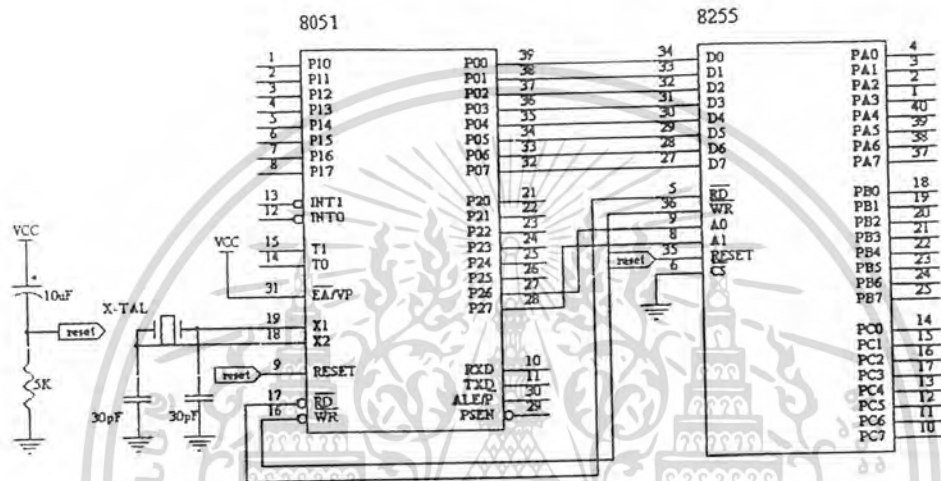 8051
8255
1 P10 P00 39 34 D0 PA0 4
2 P11 P01 38 33 D1 PA1 3
3 P12 P02 37 32 D2 PA2 2
4 P13 P03 36 31 D3 PA3 1
5 P14 P04 35 30 D4 PA4 40
6 P15 P05 34 29 D5 PA5 39
7 P16 P06 33 28 D6 PA6 38
8 P17 P07 32 27 D7 PA7 37
13 INT1 P20 21 5 RD PB0 18
12 INT0 P21 22 36 WR PB1 19
15 T1 P22 23 9 A0 PB2 20
14 T0 P23 24 8 A1 PB3 21
VCC P24 25 reset 35 RESET PB4 22
31 EA/VP P25 26 6 CS PB5 23
P26 27 PB6 24
P27 28 PB7 25
VCC
10uF
reset
5K
X-TAL
30pF
30pF
19 X1
18 X2
reset 9 RESET RXD 10
17 RD TXD 11
16 WR ALE/P 30
PSEN 29
PC0 14
PC1 15
PC2 16
PC3 17
PC4 13
PC5 12
PC6 11
PC7 10